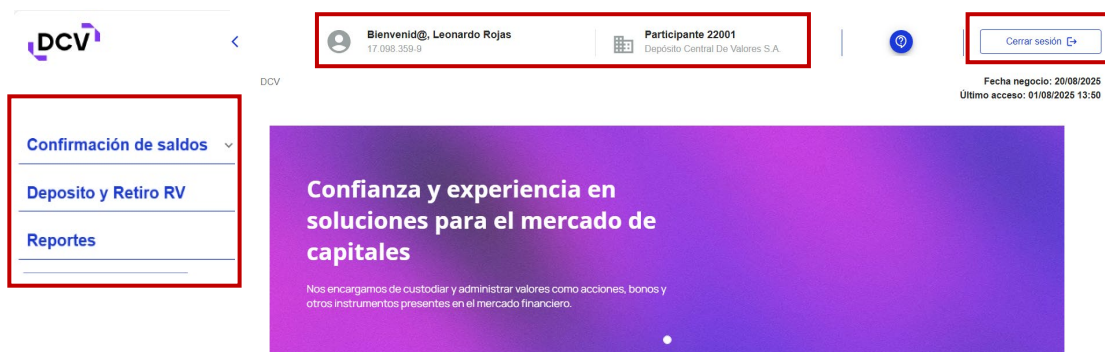 DCV
Bienvenid@, Leonardo Rojas
17.098.359-9
Participante 22001
Depósito Central De Valores S.A.
Cerrar sesión
DCV
Fecha negocio: 20/08/2025
Último acceso: 01/08/2025 13:50
Confirmación de saldos
Deposito y Retiro RV
Reportes
Confianza y experiencia en
soluciones para el mercado de
capitales
Nos encargamos de custodiar y administrar valores como acciones, bonos y
otros instrumentos presentes en el mercado financiero.